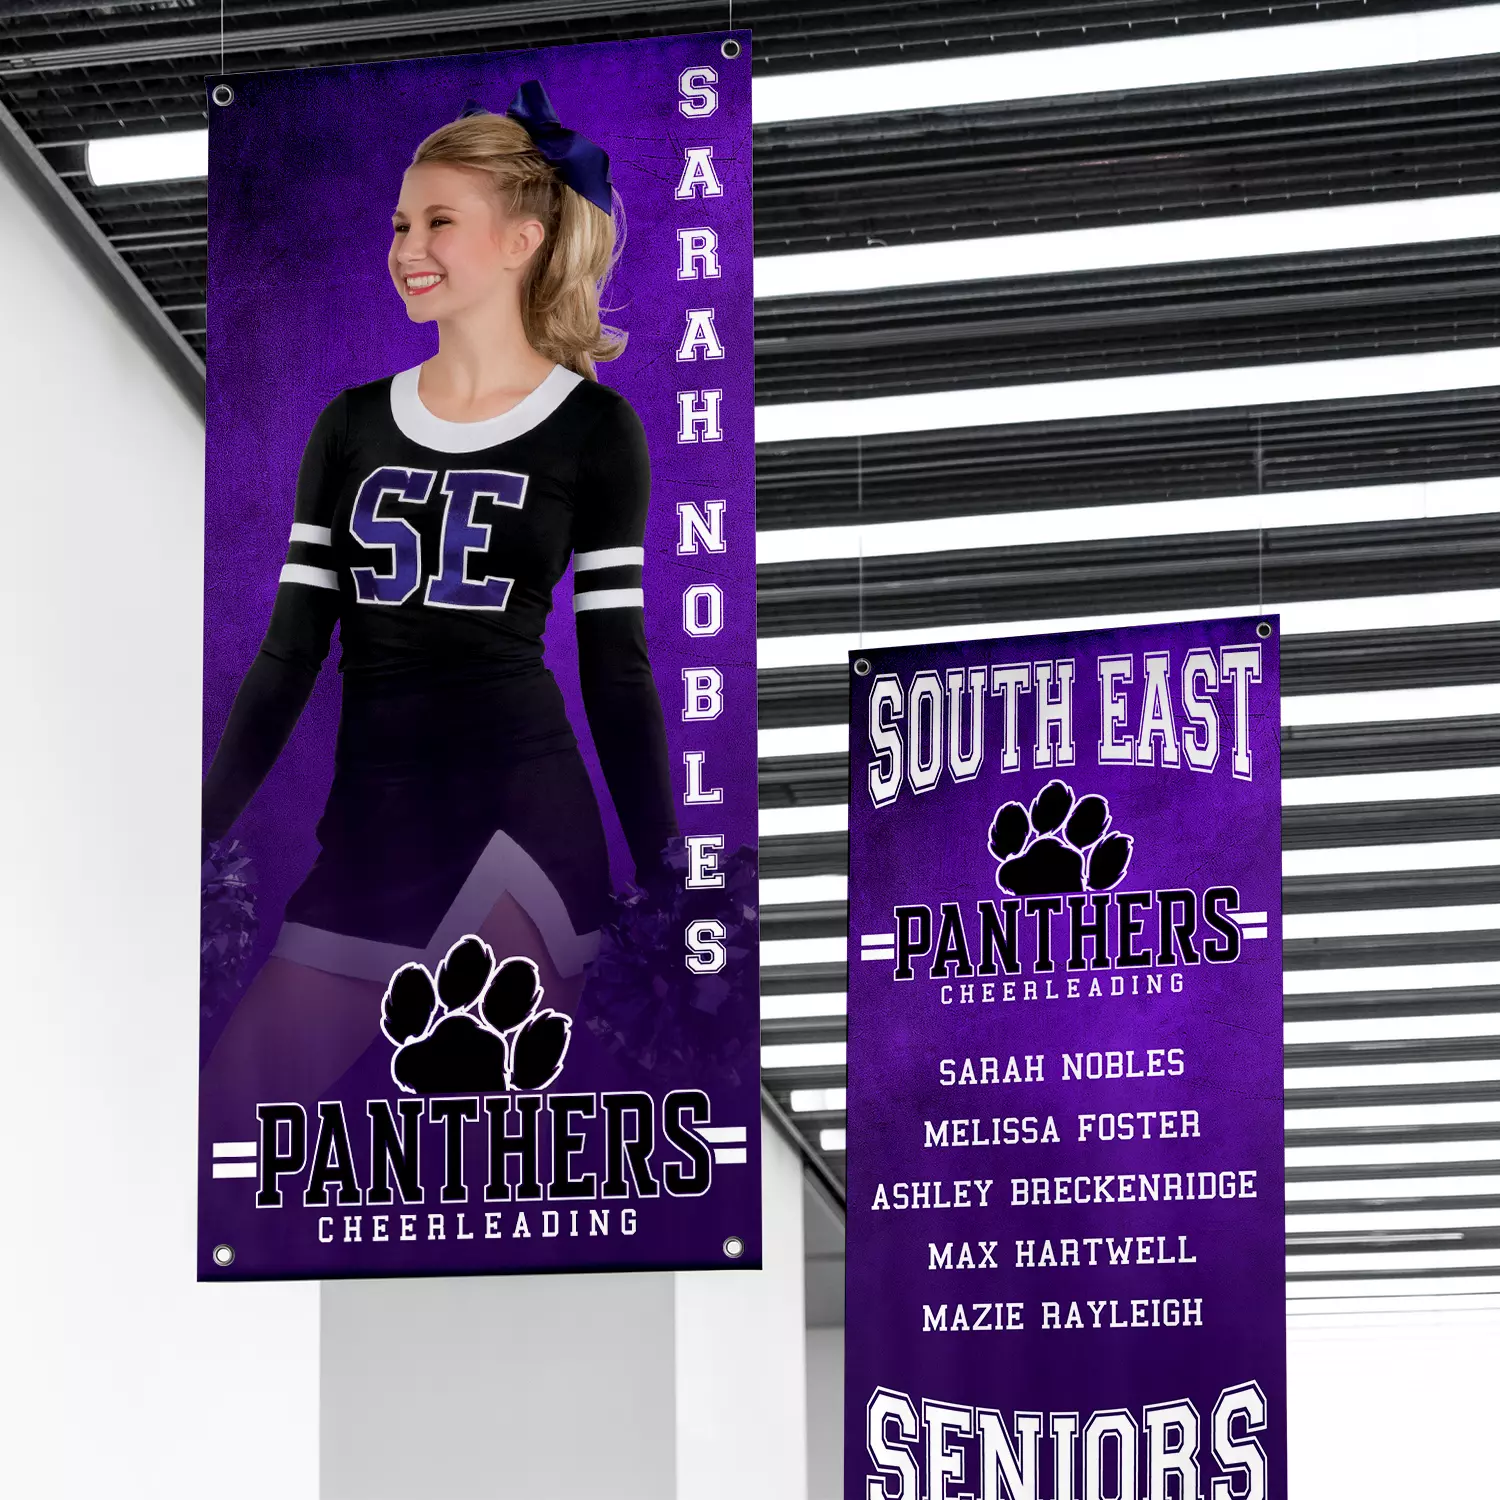 SARAH NOBLES
SE
PANTHERS
CHEERLEADING
SOUTH EAST
PANTHERS
CHEERLEADING
SARAH NOBLES
MELISSA FOSTER
ASHLEY BRECKENRIDGE
MAX HARTWELL
MAZIE RAYLEIGH
SENIORS